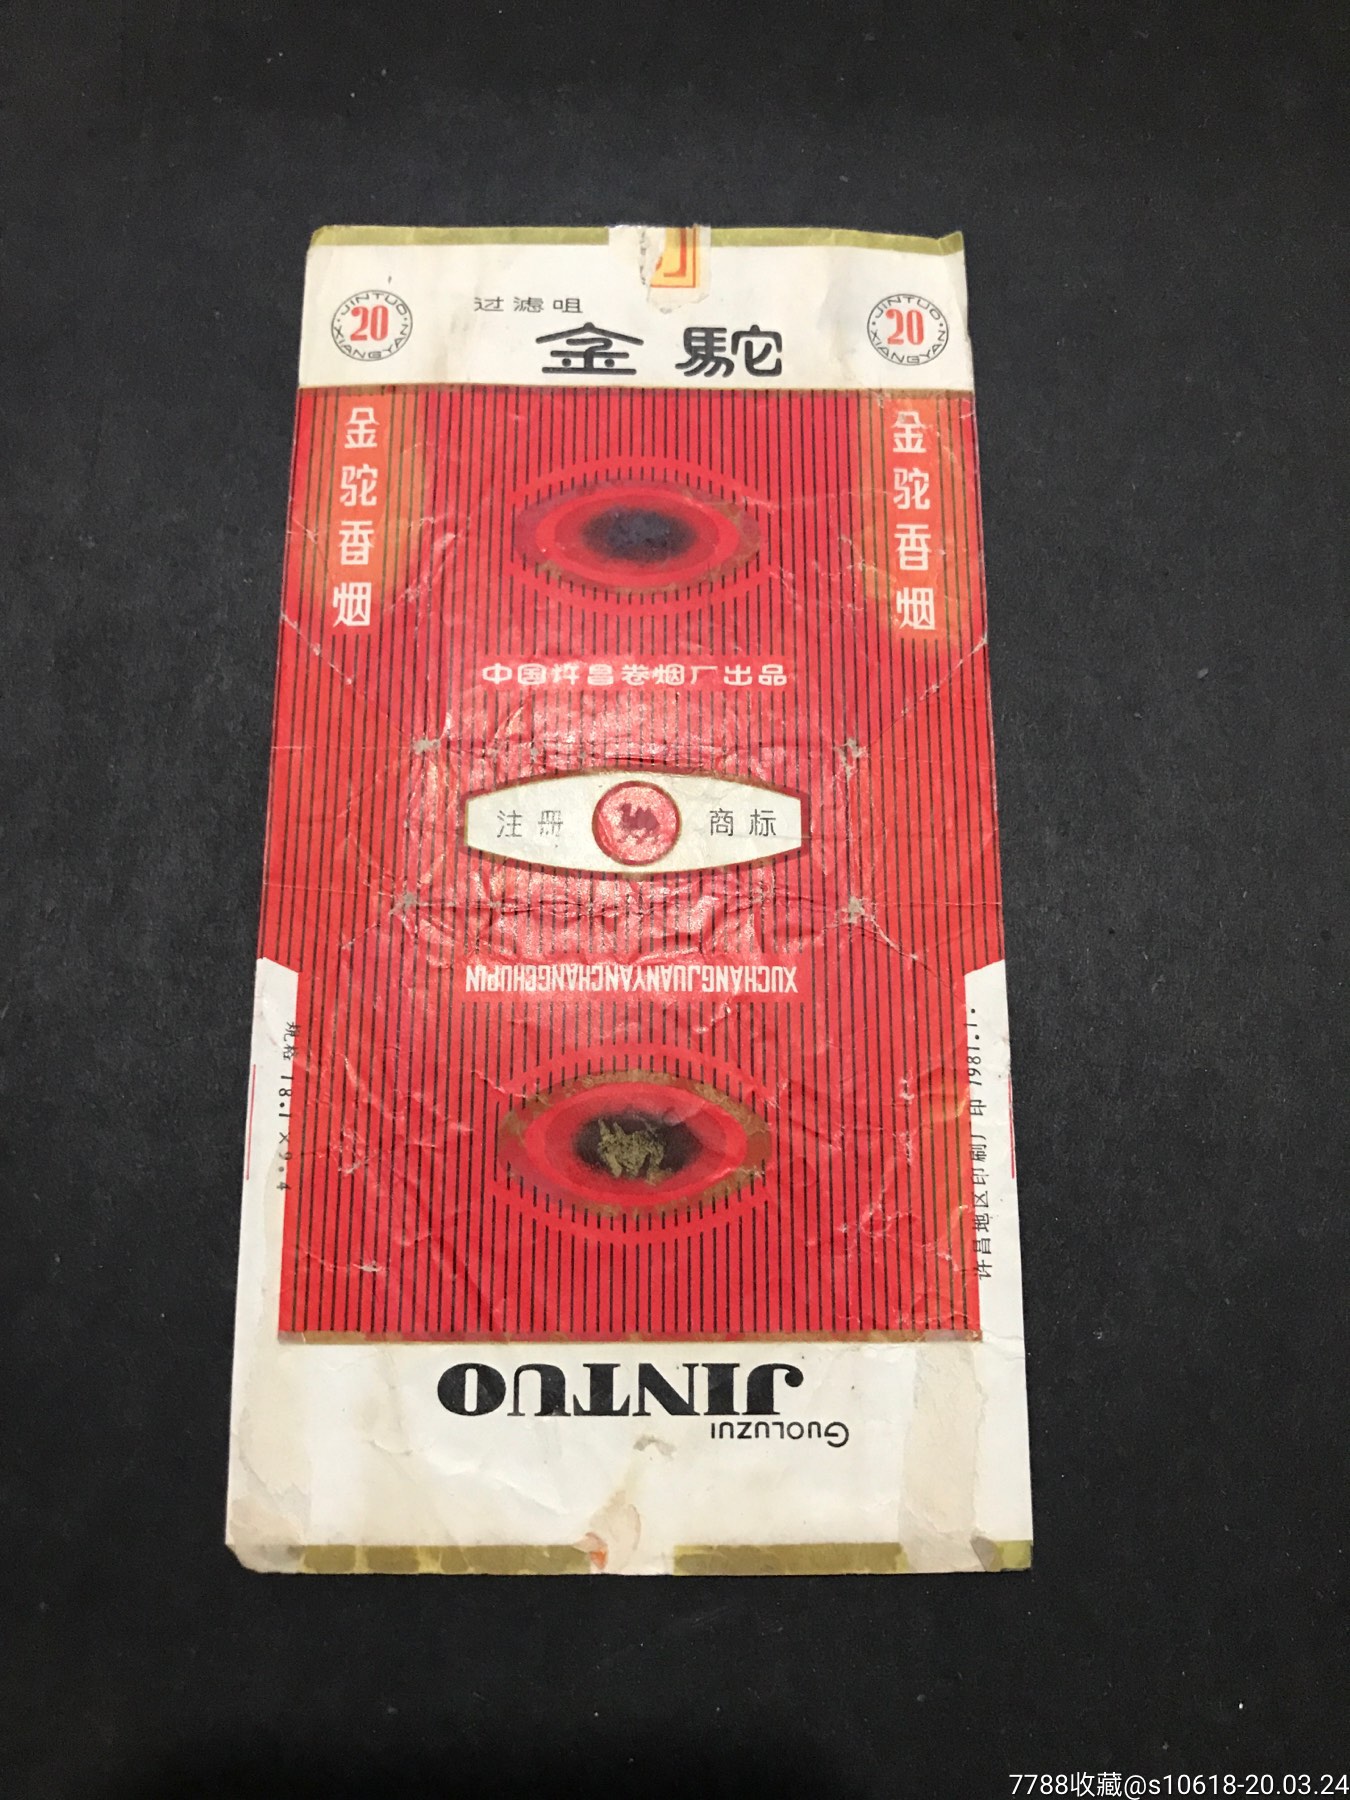 JINTUO
20
XIANGYAN
JINTUO
20
XIANGYAN
过滤咀
金駝
金驼香烟
金驼香烟
中国许昌卷烟厂出品
注册 商标
XUCHANGJUANYANCHANGCHUPIN
规格 18.1×9.4
许昌地区印刷厂印 1981.1.
GUOLUZUI
JINTUO
7788收藏@s10618-20.03.24